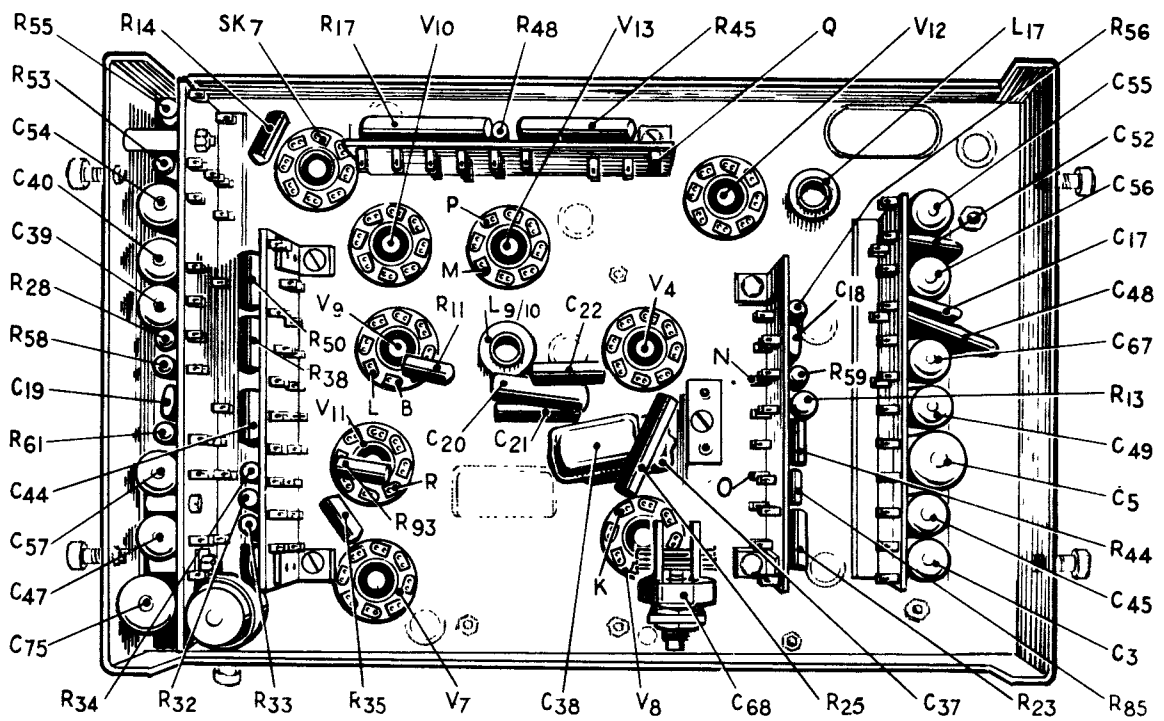 R55 R14 SK7 R17 V10 R48 V13 R45 Q V12 L17 R56
R53
C54
C40
C39
R28
R58
C19
R61
C44
C57
C47
C75
P
M
V9
R11
L9/10
C22
V4
R50
R38
L
B
V11
C20
C21
R
R93
N
O
K
C18
R59
C55
C52
C56
C17
C48
C67
R13
C49
C5
R44
C45
C3
R34 R32 R33 R35 V7 C38 V8 C68 R25 C37 R23 R85